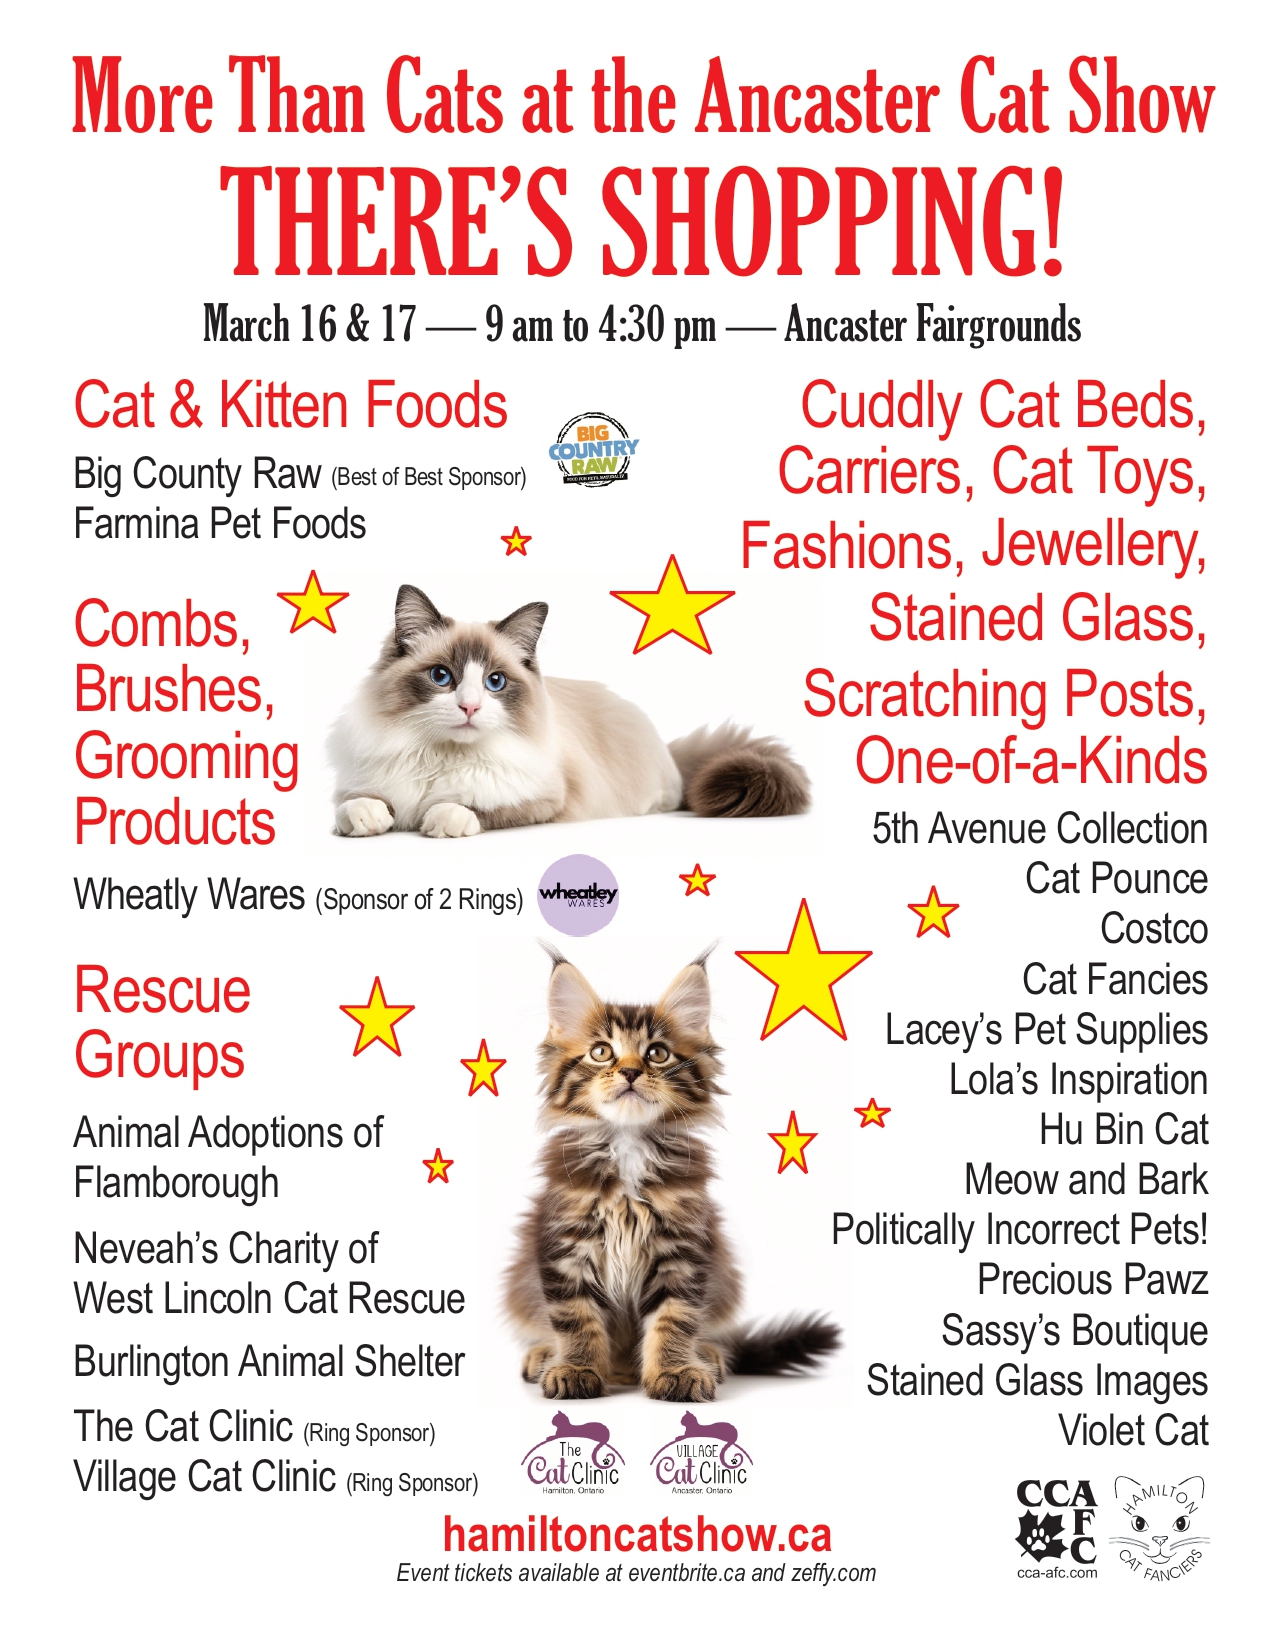 More Than Cats at the Ancaster Cat Show
THERE’S SHOPPING!
March 16 & 17 — 9 am to 4:30 pm — Ancaster Fairgrounds
Cat & Kitten Foods
Big County Raw (Best of Best Sponsor)
Farmina Pet Foods
BIG
COUNTRY
RAW
FOOD FOR PETS, NATURALLY
Combs,
Brushes,
Grooming
Products
Wheatly Wares (Sponsor of 2 Rings)
wheatley
WARES
Rescue
Groups
Animal Adoptions of
Flamborough
Neveah’s Charity of
West Lincoln Cat Rescue
Burlington Animal Shelter
The Cat Clinic (Ring Sponsor)
Village Cat Clinic (Ring Sponsor)
The
Cat Clinic
Hamilton, Ontario
VILLAGE
Cat Clinic
Ancaster, Ontario
Cuddly Cat Beds,
Carriers, Cat Toys,
Fashions, Jewellery,
Stained Glass,
Scratching Posts,
One-of-a-Kinds
5th Avenue Collection
Cat Pounce
Costco
Cat Fancies
Lacey’s Pet Supplies
Lola’s Inspiration
Hu Bin Cat
Meow and Bark
Politically Incorrect Pets!
Precious Pawz
Sassy’s Boutique
Stained Glass Images
Violet Cat
hamiltoncatshow.ca
Event tickets available at eventbrite.ca and zeffy.com
CCA
F
C
cca-afc.com
HAMILTON
CAT FANCIERS